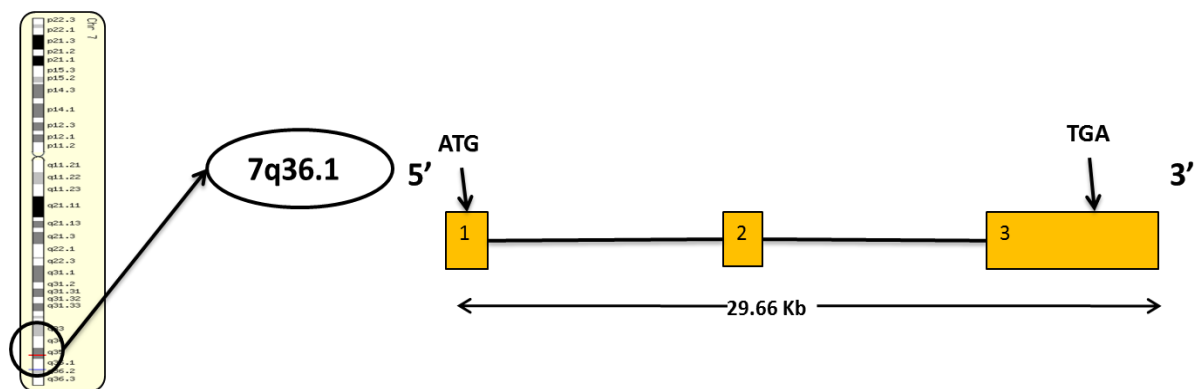 Chr 7
p22.3
p22.1
p21.3
p21.2
p21.1
p15.3
p15.2
p14.3
p14.1
p12.3
p12.1
p11.2
q11.21
q11.22
q11.23
q21.11
q21.13
q21.3
q22.1
q22.3
q31.1
q31.2
q31.31
q31.32
q31.33
q36.3
7q36.1
5’
ATG
TGA
3’
1
2
3
29.66 Kb